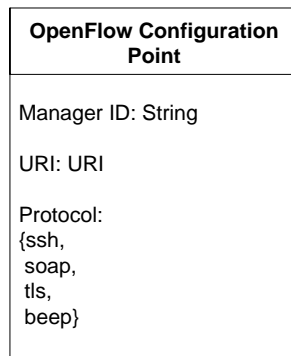 OpenFlow Configuration
Point
Manager ID: String
URI: URI
Protocol:
{ssh,
soap,
tls,
beep}